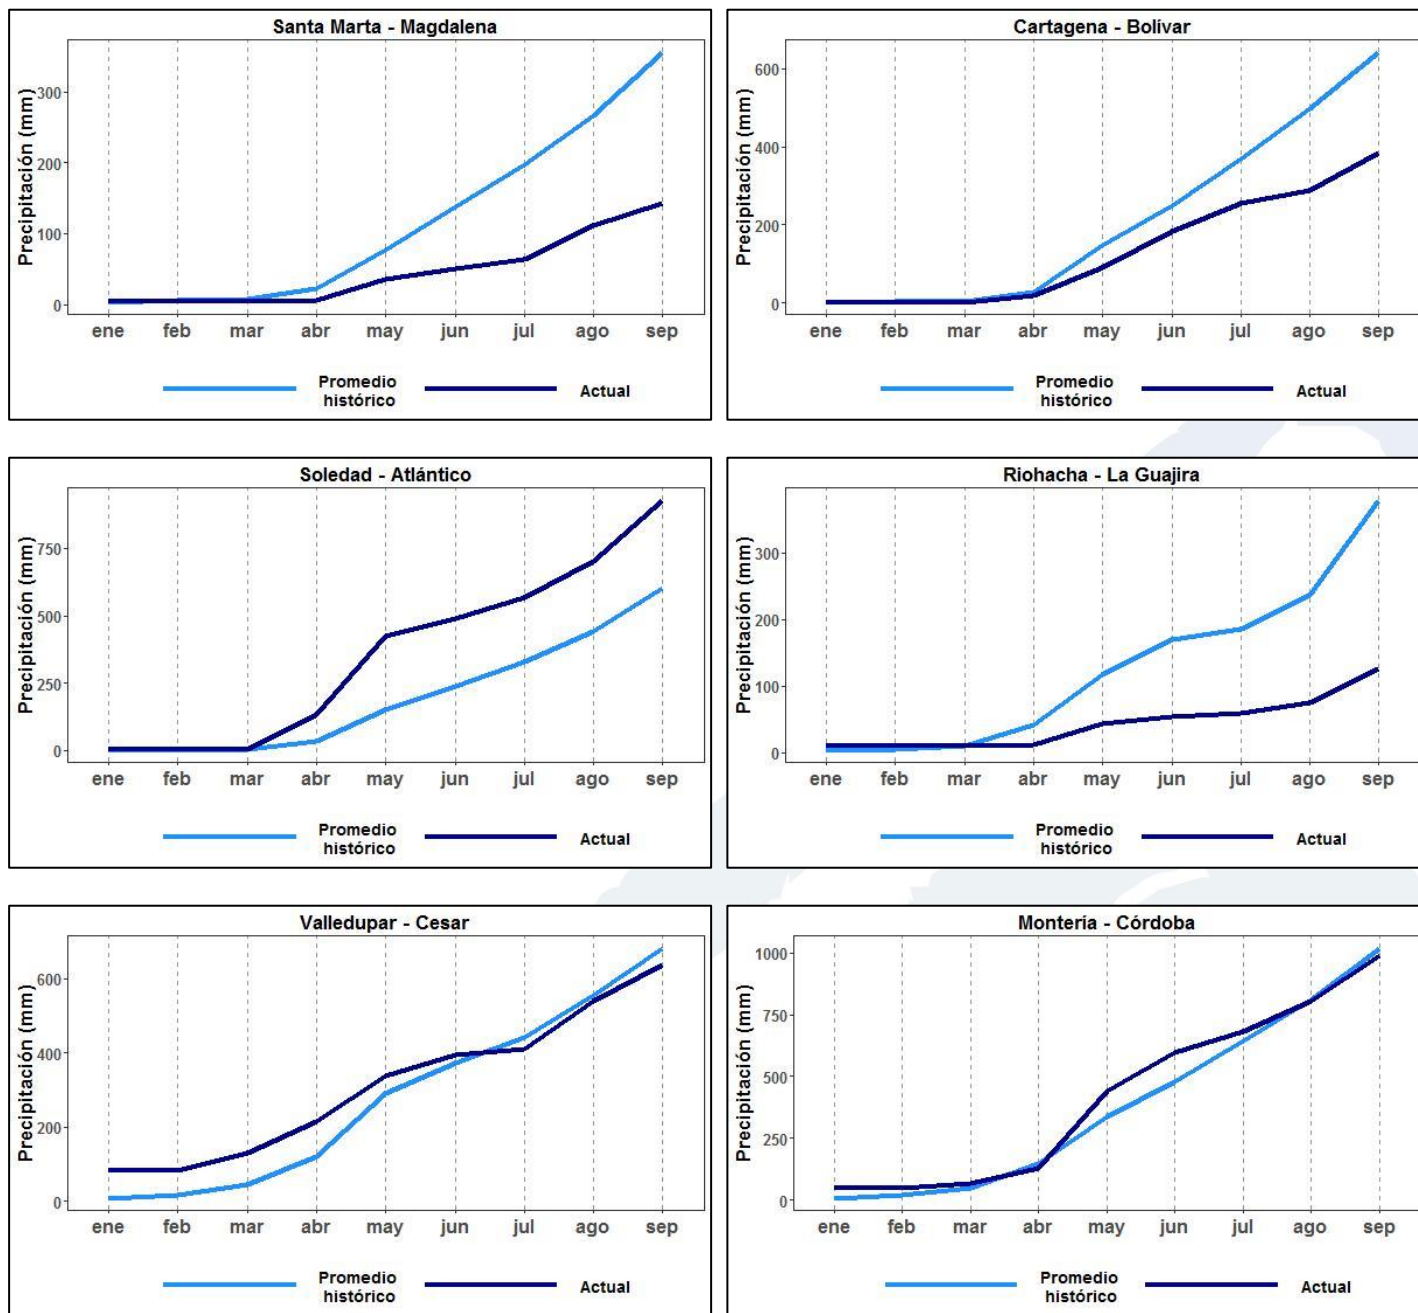 Santa Marta - Magdalena
Precipitación (mm)
300
200
100
0
ene feb mar abr may jun jul ago sep
Promedio
histórico
Actual
Cartagena - Bolívar
Precipitación (mm)
600
400
200
0
ene feb mar abr may jun jul ago sep
Promedio
histórico
Actual
Soledad - Atlántico
Precipitación (mm)
750
500
250
0
ene feb mar abr may jun jul ago sep
Promedio
histórico
Actual
Riohacha - La Guajira
Precipitación (mm)
300
200
100
0
ene feb mar abr may jun jul ago sep
Promedio
histórico
Actual
Valledupar - Cesar
Precipitación (mm)
600
400
200
0
ene feb mar abr may jun jul ago sep
Promedio
histórico
Actual
Montería - Córdoba
Precipitación (mm)
1000
750
500
250
0
ene feb mar abr may jun jul ago sep
Promedio
histórico
Actual